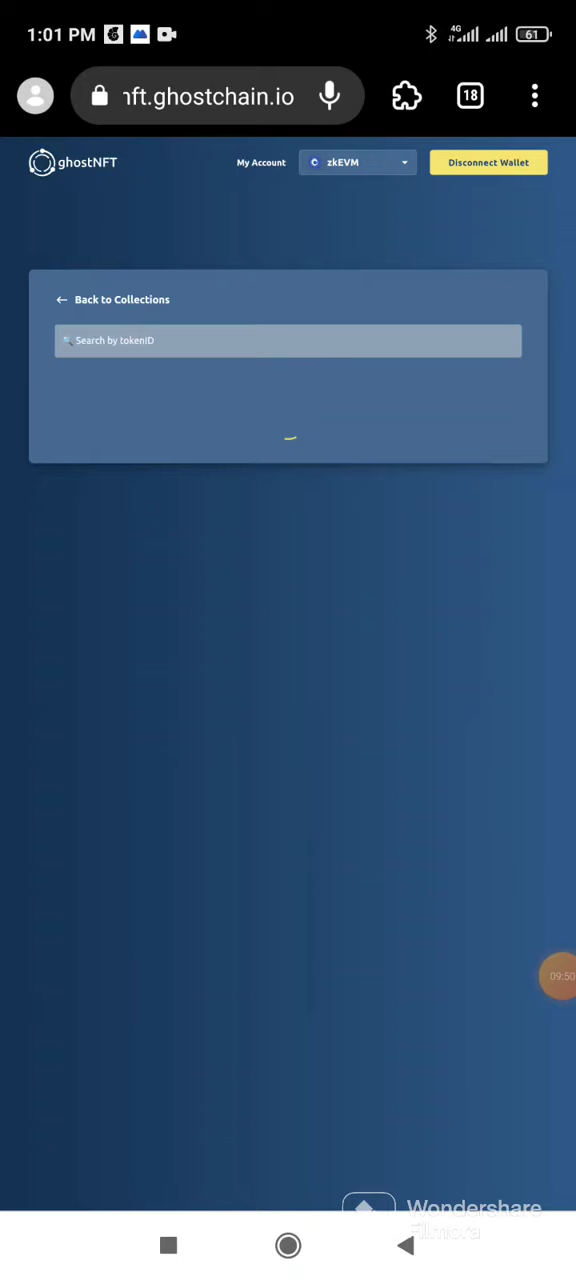 1:01 PM 4G 61
nft.ghostchain.io 18
ghostNFT My Account zkEVM Disconnect Wallet
← Back to Collections
🔍 Search by tokenID
09:50
Wondershare
Filmora